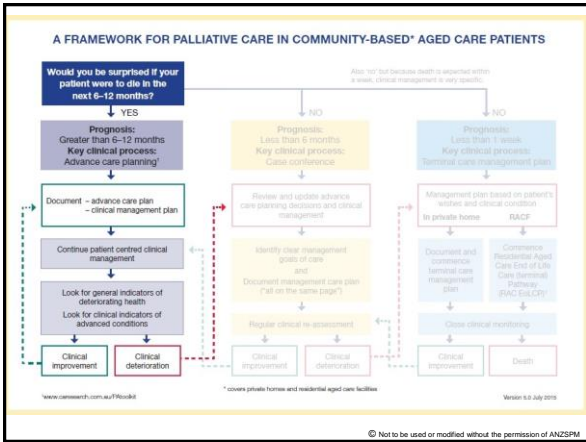 A FRAMEWORK FOR PALLIATIVE CARE IN COMMUNITY-BASED* AGED CARE PATIENTS
Would you be surprised if your
patient were to die in the
next 6–12 months?
Also 'no' but because death is expected within
a week, clinical management is very specific.
YES
NO
NO
Prognosis:
Greater than 6–12 months
Key clinical process:
Advance care planning¹
Document – advance care plan
– clinical management plan
Continue patient centred clinical
management
Look for general indicators of
deteriorating health
Look for clinical indicators of
advanced conditions
Clinical
improvement
Clinical
deterioration
Prognosis:
Less than 6 months
Key clinical process:
Case conference
Review and update advance
care planning decisions and clinical
management
Identify clear management
goals of care
and
Document management care plan
("all on the same page")
Regular clinical re-assessment
Clinical
improvement
Clinical
deterioration
Prognosis:
Less than 1 week
Key clinical process:
Terminal care management plan
Management plan based on patient's
wishes and clinical condition
In private home
RACF
Document and
commence
terminal care
management
plan
Commence
Residential Aged
Care End of Life
Care (terminal)
Pathway
(RAC EoLCP)¹
Close clinical monitoring
Clinical
improvement
Death
* covers private homes and residential aged care facilities
¹www.caresearch.com.au/PAtoolkit
Version 5.0 July 2015
© Not to be used or modified without the permission of ANZSPM